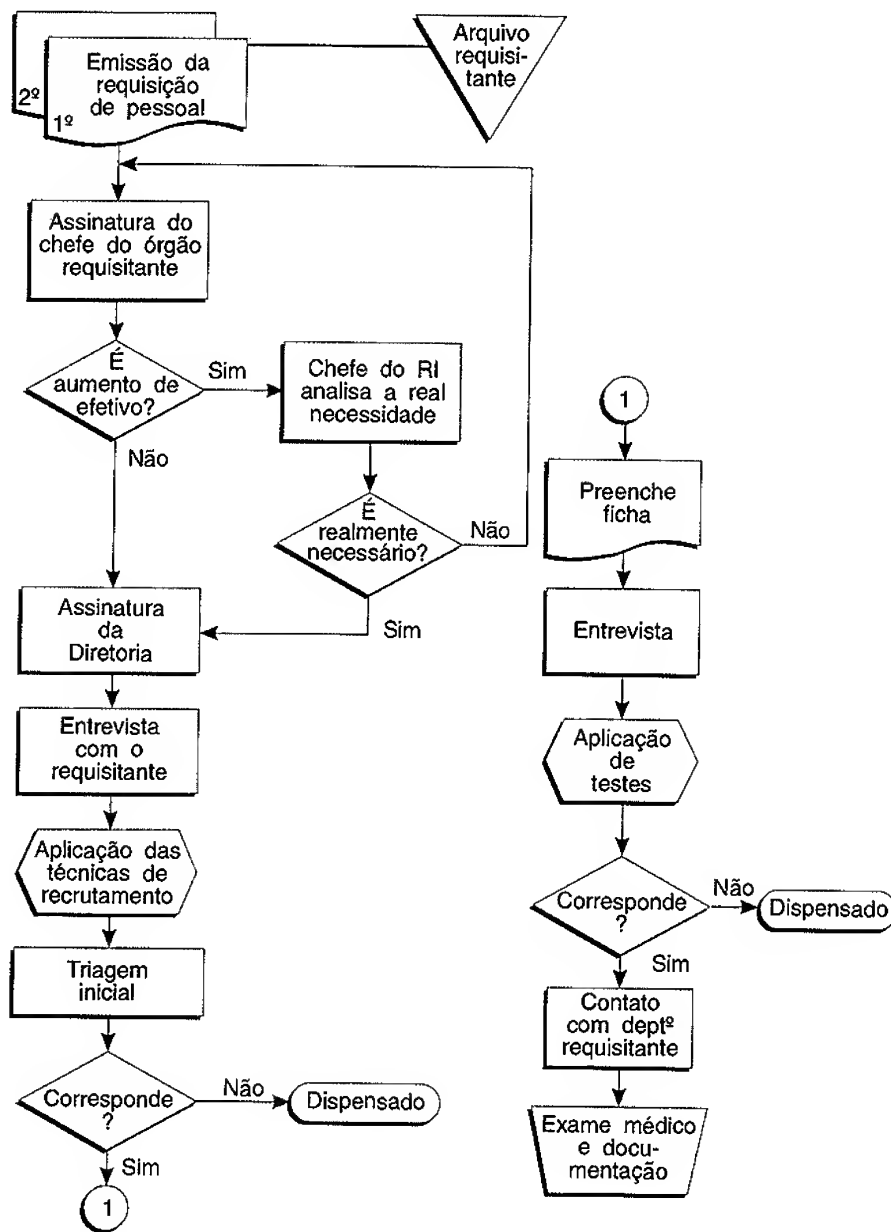 Emissão da
requisição
de pessoal
2º
1º
Arquivo
requisi-
tante
Assinatura do
chefe do órgão
requisitante
É
aumento de
efetivo?
Sim
Não
Chefe do RI
analisa a real
necessidade
É
realmente
necessário?
Não
Sim
Assinatura
da
Diretoria
Entrevista
com o
requisitante
Aplicação das
técnicas de
recrutamento
Triagem
inicial
Corresponde
?
Não
Dispensado
Sim
1
1
Preenche
ficha
Entrevista
Aplicação
de
testes
Corresponde
?
Não
Dispensado
Sim
Contato
com deptº
requisitante
Exame médico
e docu-
mentação